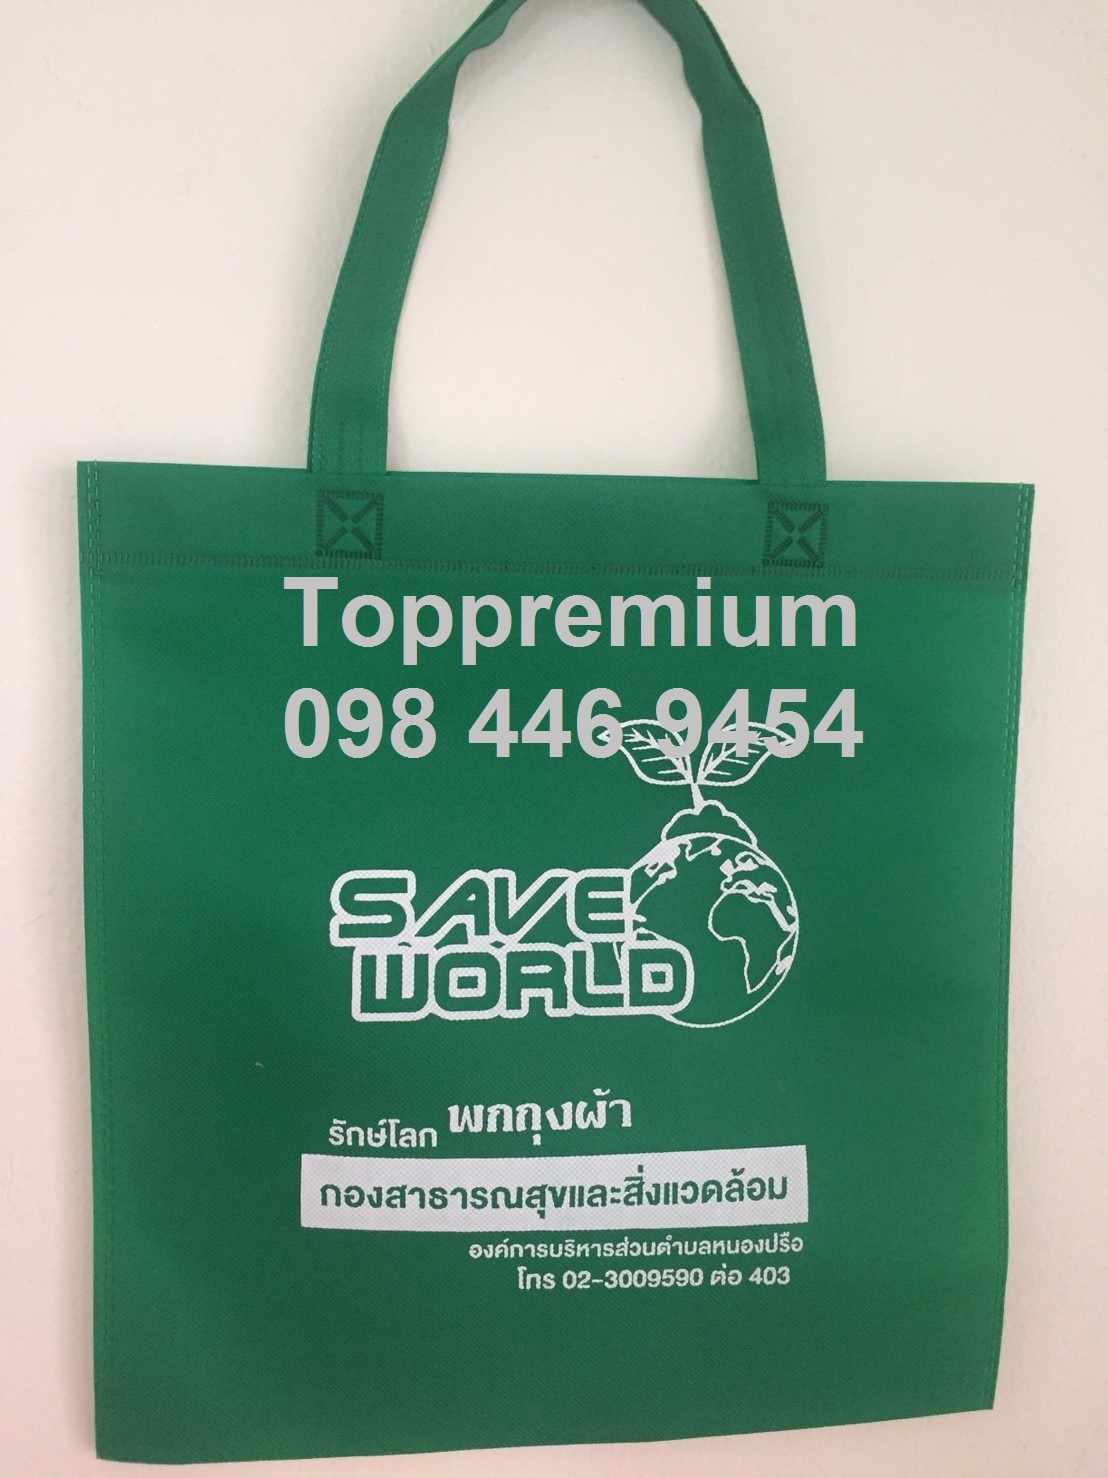 Toppremium
098 446 9454
SAVE
WORLD
รักษ์โลก พกถุงผ้า
กองสาธารณสุขและสิ่งแวดล้อม
องค์การบริหารส่วนตำบลหนองปรือ
โทร 02-3009590 ต่อ 403